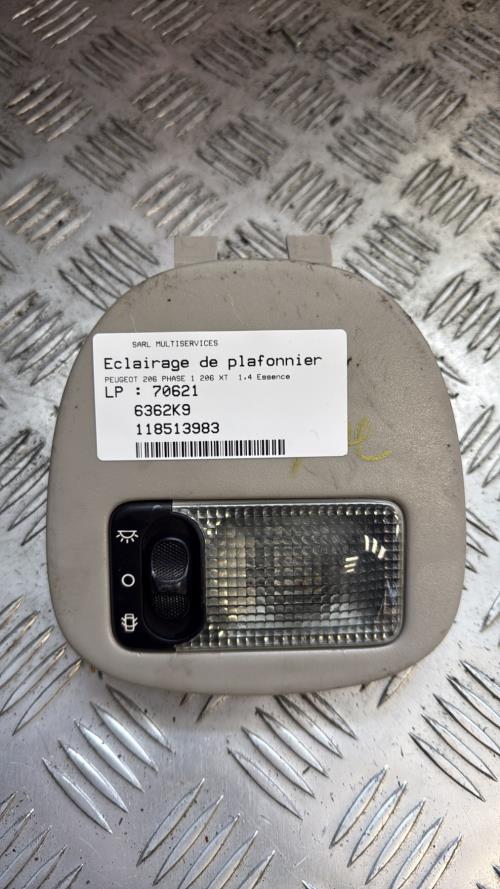 SARL MULTISERVICES
Eclairage de plafonnier
PEUGEOT 206 PHASE 1 206 XT 1.4 Essence
LP : 70621
6362K9
118513983